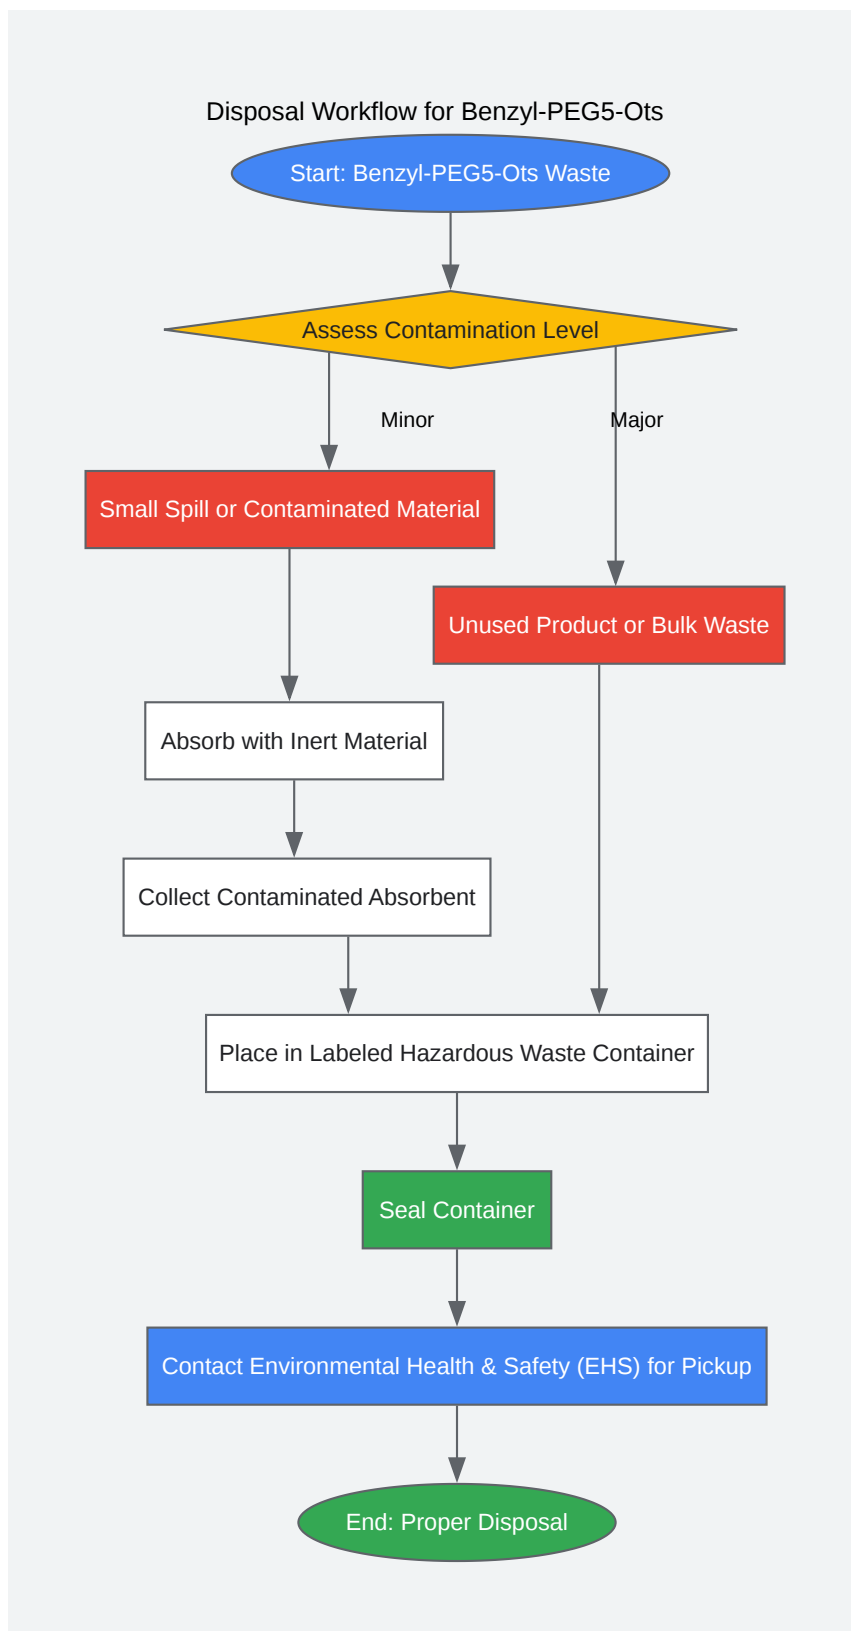 Disposal Workflow for Benzyl-PEG5-Ots
Start: Benzyl-PEG5-Ots Waste
Assess Contamination Level
Minor
Major
Small Spill or Contaminated Material
Unused Product or Bulk Waste
Absorb with Inert Material
Collect Contaminated Absorbent
Place in Labeled Hazardous Waste Container
Seal Container
Contact Environmental Health & Safety (EHS) for Pickup
End: Proper Disposal